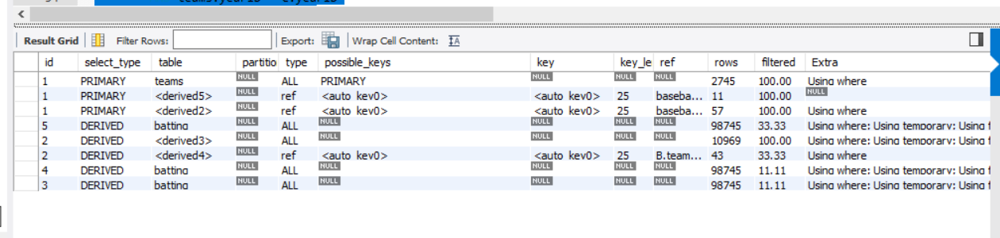 teams.yearID = e.yearID
Result Grid Filter Rows: Export: Wrap Cell Content: IA
id select_type table partitio type possible_keys key key_le ref rows filtered Extra
1 PRIMARY teams NULL ALL PRIMARY NULL NULL NULL 2745 100.00 Using where
1 PRIMARY <derived5> NULL ref <auto_key0> <auto_key0> 25 baseba... 11 100.00 NULL
1 PRIMARY <derived2> NULL ref <auto_key0> <auto_key0> 25 baseba... 57 100.00 Using where
5 DERIVED batting NULL ALL NULL NULL NULL NULL 98745 33.33 Using where; Using temporary; Using f
2 DERIVED <derived3> NULL ALL NULL NULL NULL NULL 10969 100.00 Using where; Using temporary; Using f
2 DERIVED <derived4> NULL ref <auto_key0> <auto_key0> 25 B.team... 43 33.33 Using where
4 DERIVED batting NULL ALL NULL NULL NULL NULL 98745 11.11 Using where; Using temporary; Using f
3 DERIVED batting NULL ALL NULL NULL NULL NULL 98745 11.11 Using where; Using temporary; Using f